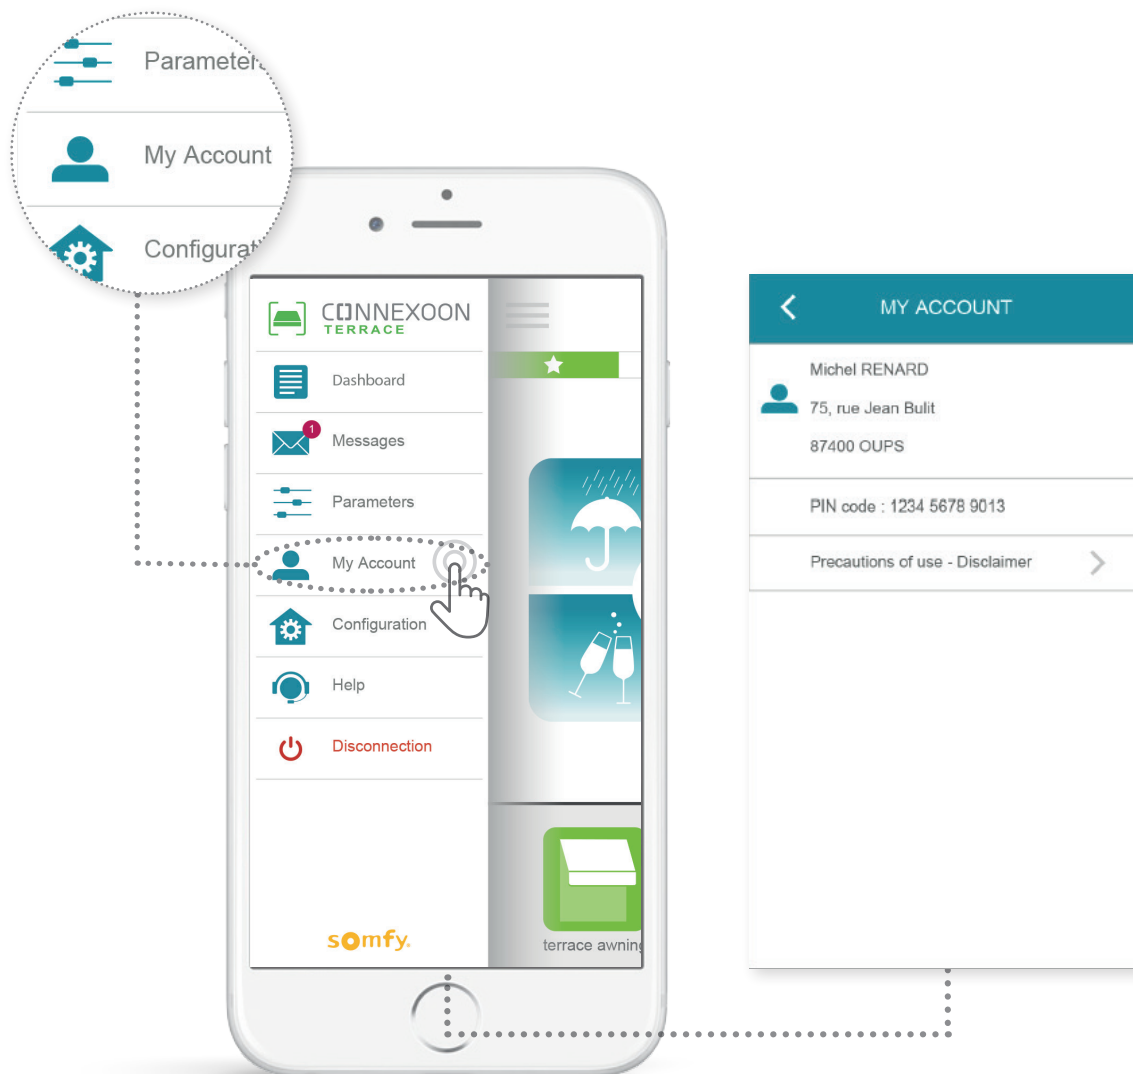 Parameter
My Account
Configurat
CONNEXOON
TERRACE
Dashboard
1
Messages
Parameters
My Account
Configuration
Help
Disconnection
somfy.
terrace awning
MY ACCOUNT
Michel RENARD
75, rue Jean Bulit
87400 OUPS
PIN code : 1234 5678 9013
Precautions of use - Disclaimer